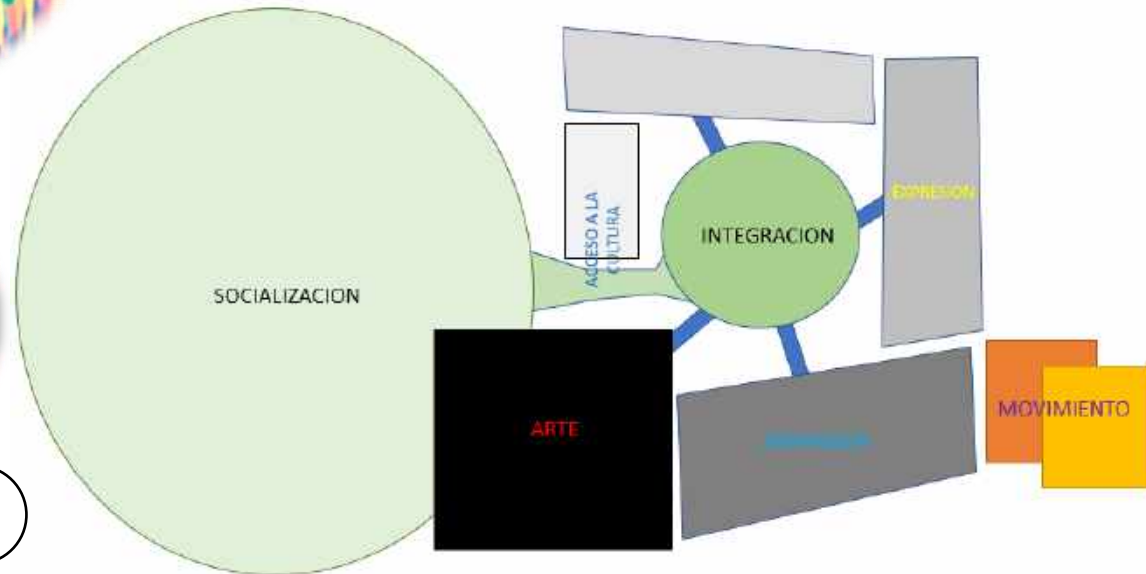 ACCESO A LA
CULTURA
EXPRESION
INTEGRACION
SOCIALIZACION
MOVIMIENTO
ARTE